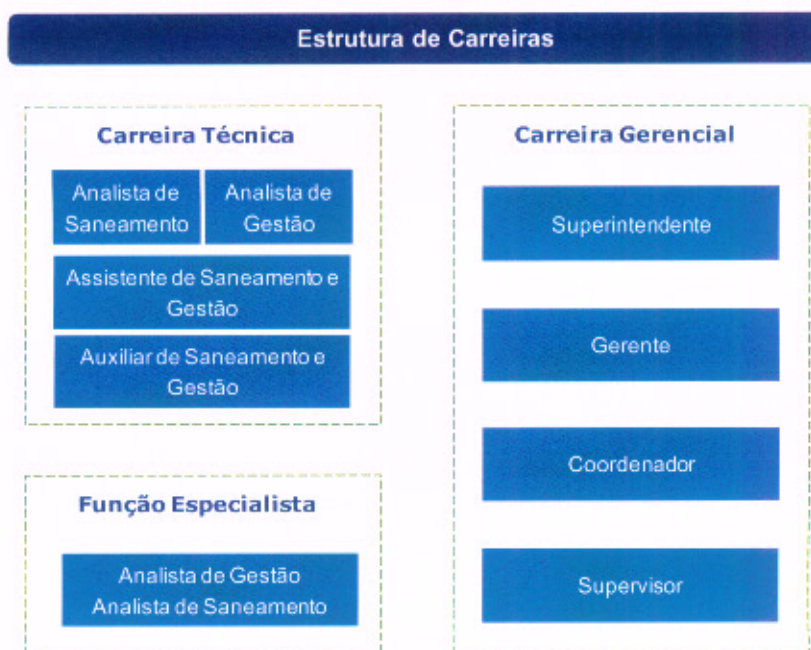 Estrutura de Carreiras
Carreira Técnica
Analista de
Saneamento
Analista de
Gestão
Assistente de Saneamento e
Gestão
Auxiliar de Saneamento e
Gestão
Função Especialista
Analista de Gestão
Analista de Saneamento
Carreira Gerencial
Superintendente
Gerente
Coordenador
Supervisor